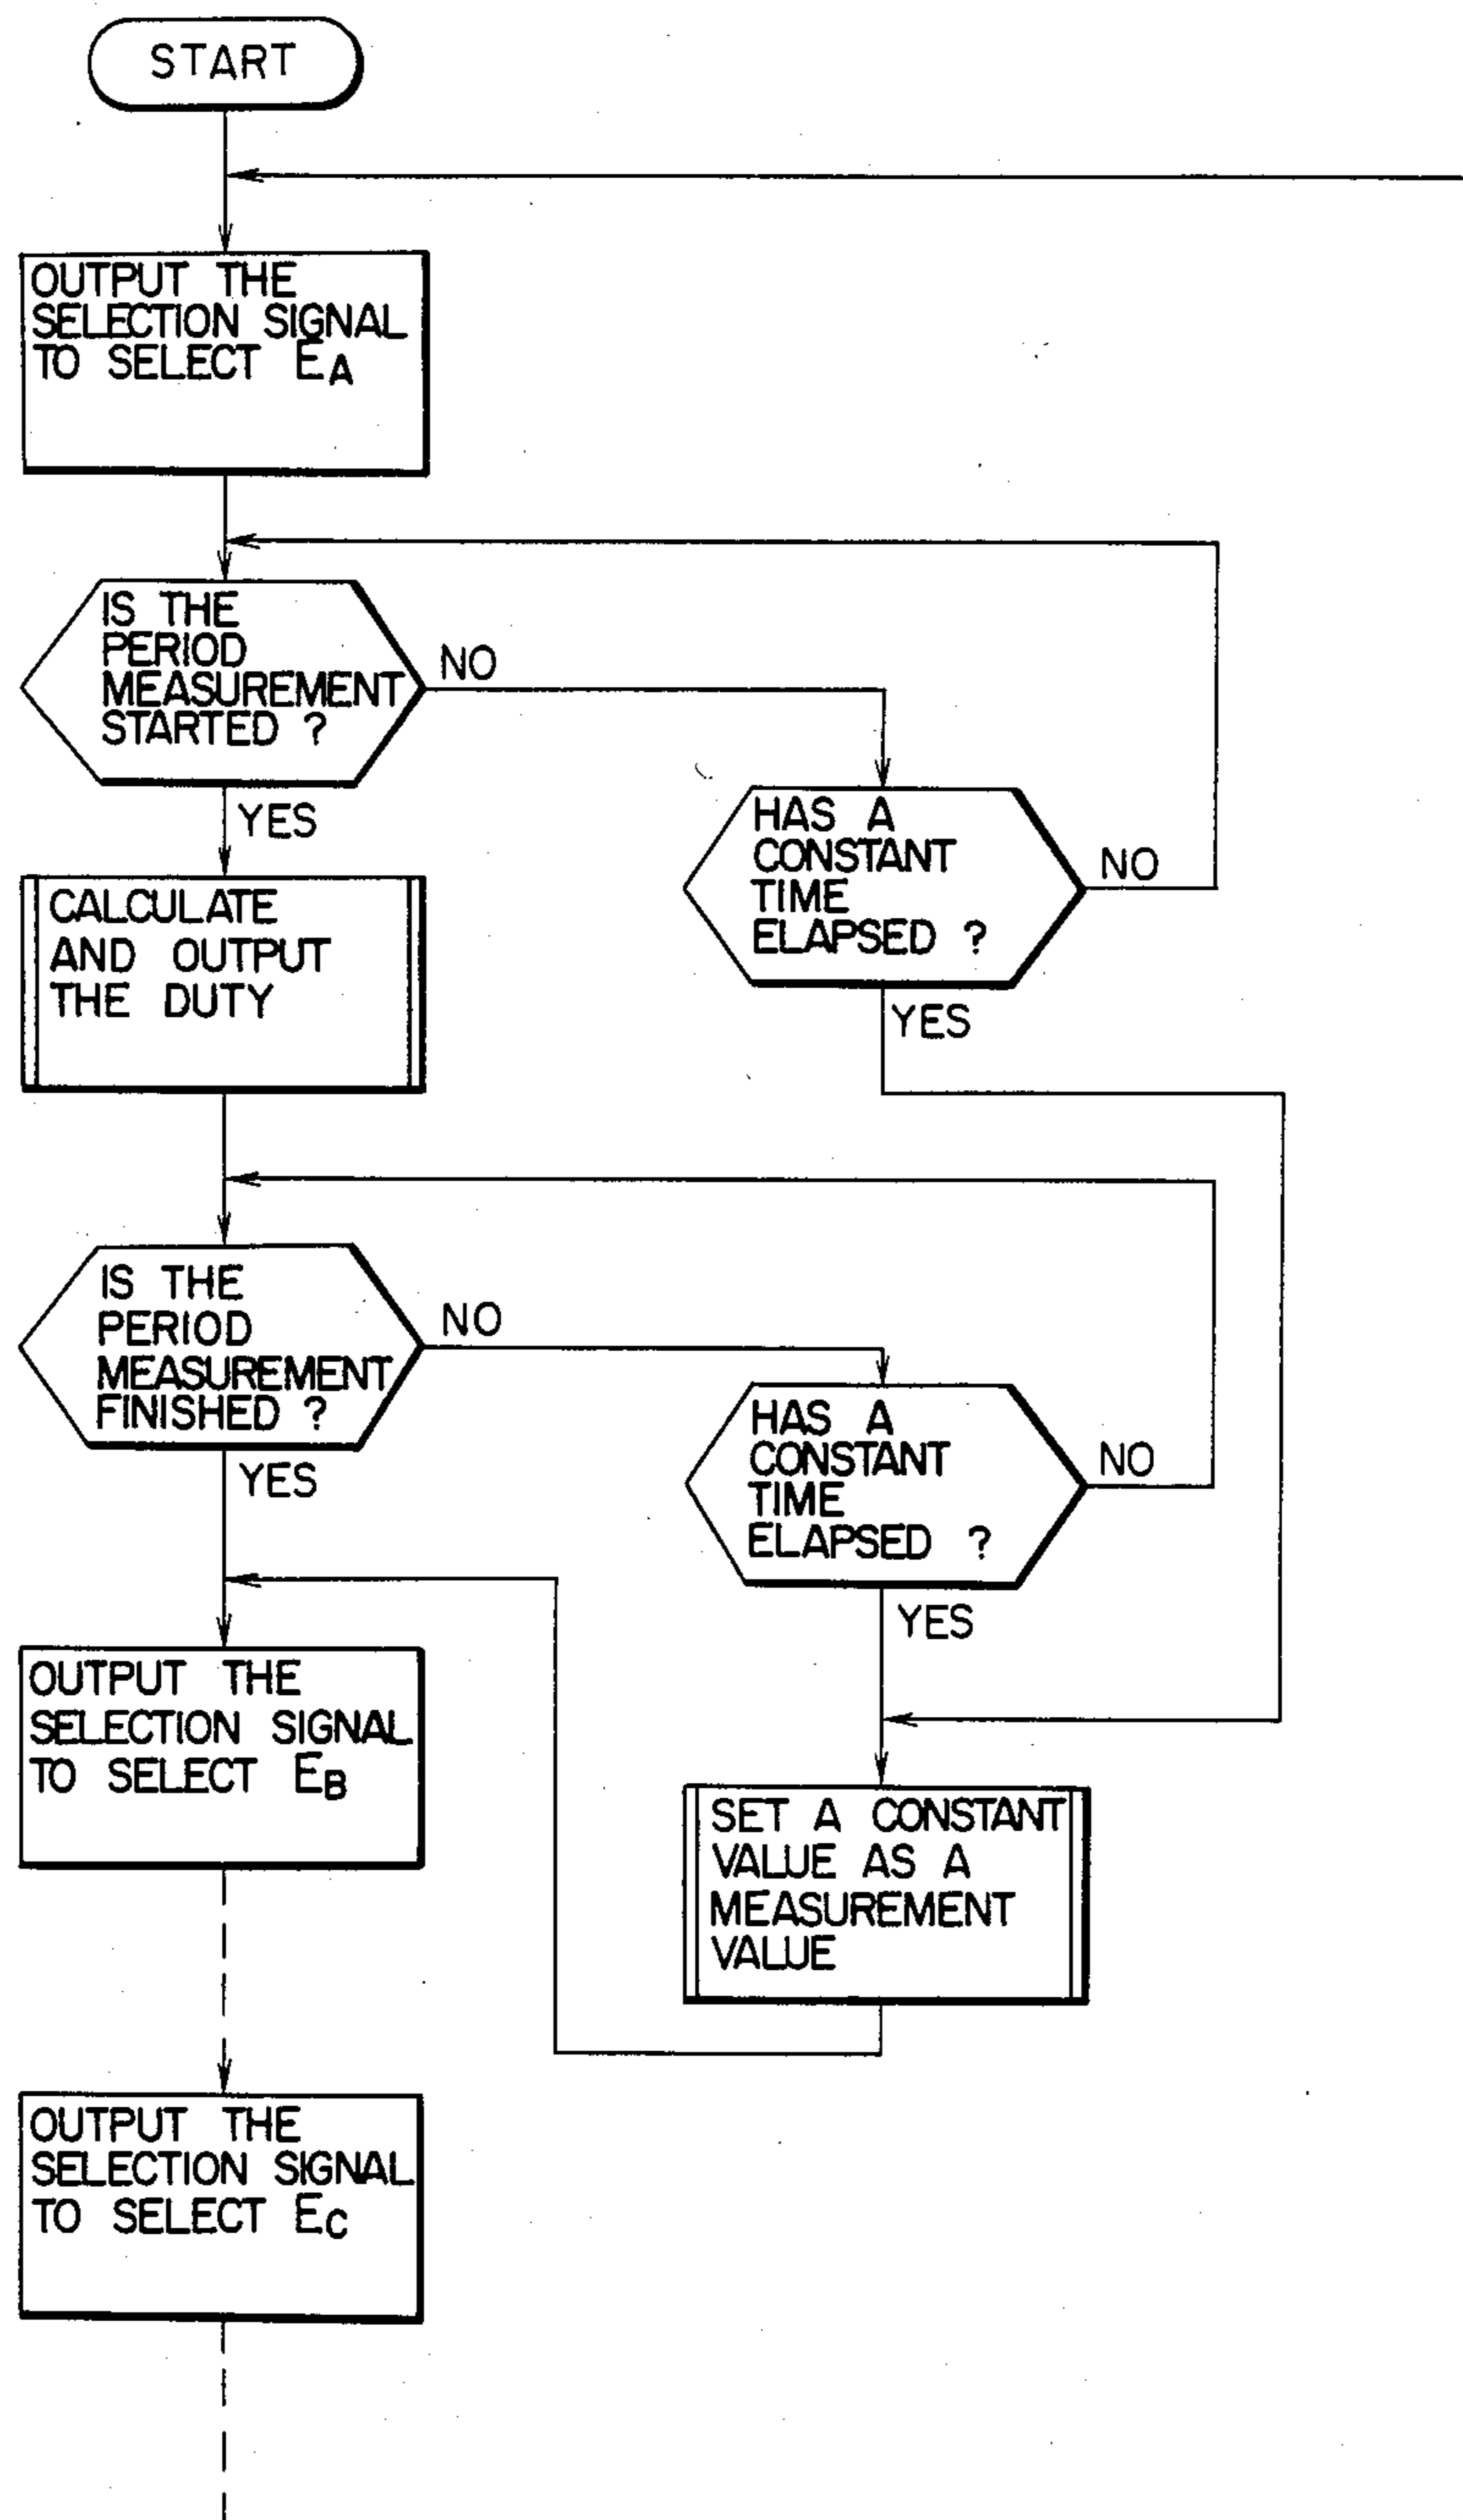 START
OUTPUT THE
SELECTION SIGNAL
TO SELECT EA
IS THE
PERIOD
MEASUREMENT
STARTED ?
NO
YES
HAS A
CONSTANT
TIME
ELAPSED ?
NO
YES
CALCULATE
AND OUTPUT
THE DUTY
IS THE
PERIOD
MEASUREMENT
FINISHED ?
NO
YES
HAS A
CONSTANT
TIME
ELAPSED ?
NO
YES
OUTPUT THE
SELECTION SIGNAL
TO SELECT EB
SET A CONSTANT
VALUE AS A
MEASUREMENT
VALUE
OUTPUT THE
SELECTION SIGNAL
TO SELECT EC